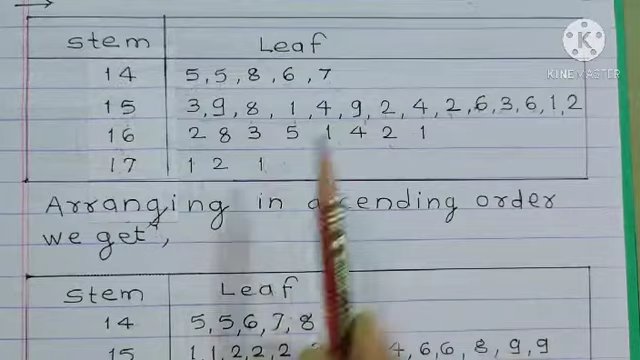 KINE MASTER
stem Leaf
14 5,5,8,6,7
15 3,9,8,1,4,9,2,4,2,6,3,6,1,2
16 2 8 3 5 1 4 2 1
17 1 2 1
Arranging in ascending order
we get,
stem Leaf
14 5,5,6,7,8
15 1,1,2,2,2 4,6,6,8,9,9